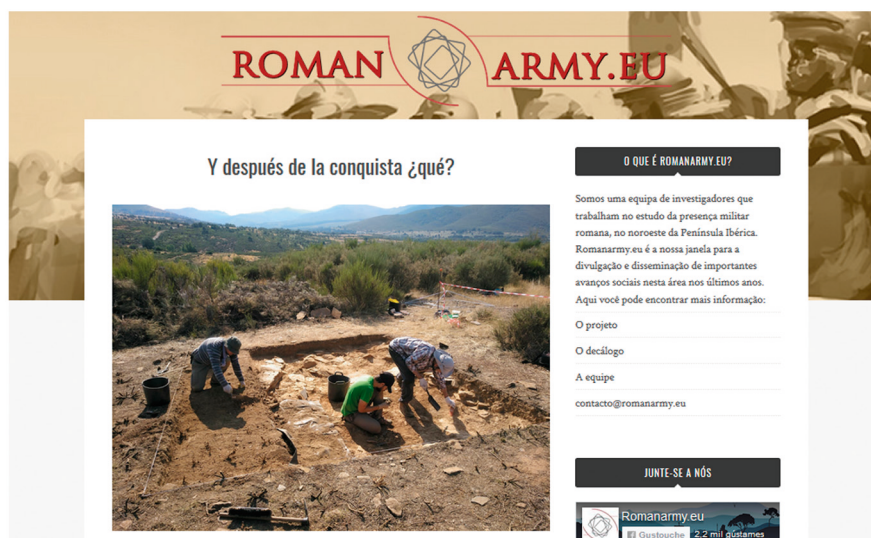 ROMAN ARMY.EU
Y después de la conquista ¿qué?
O QUE É ROMANARMY.EU?
Somos uma equipa de investigadores que
trabalham no estudo da presença militar
romana, no noroeste da Península Ibérica.
Romanarmy.eu é a nossa janela para a
divulgação e disseminação de importantes
avanços sociais nesta área nos últimos anos.
Aqui você pode encontrar mais informação:
O projeto
O decálogo
A equipe
contacto@romanarmy.eu
JUNTE-SE A NÓS
Romanarmy.eu
Gustouche 2,2 mil gústames